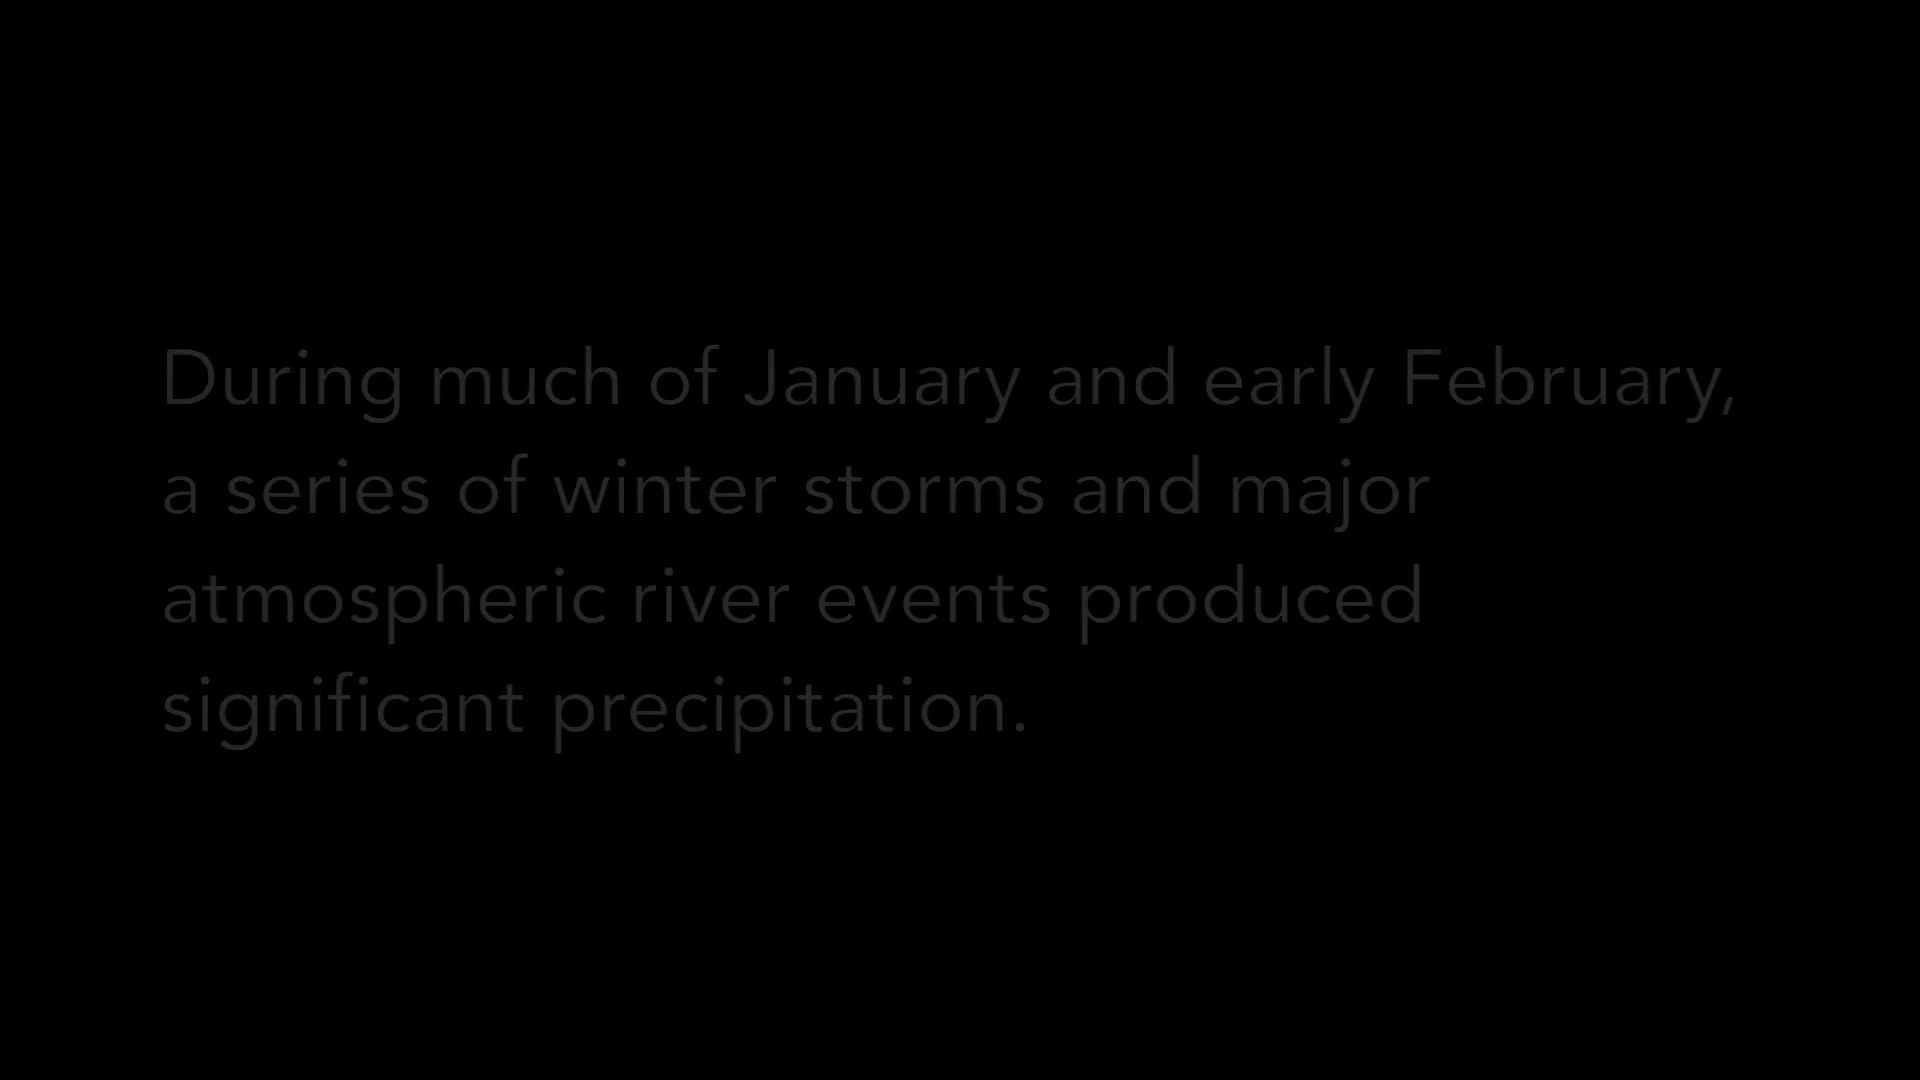 During much of January and early February,
a series of winter storms and major
atmospheric river events produced
significant precipitation.